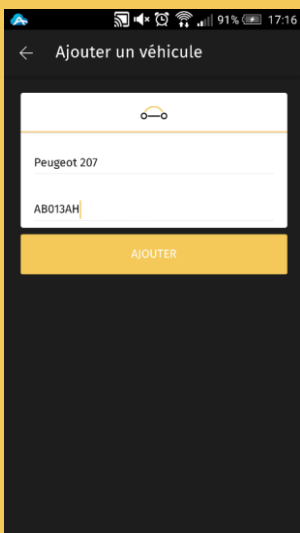 91% 17:16
Ajouter un véhicule
Peugeot 207
AB013AH
AJOUTER